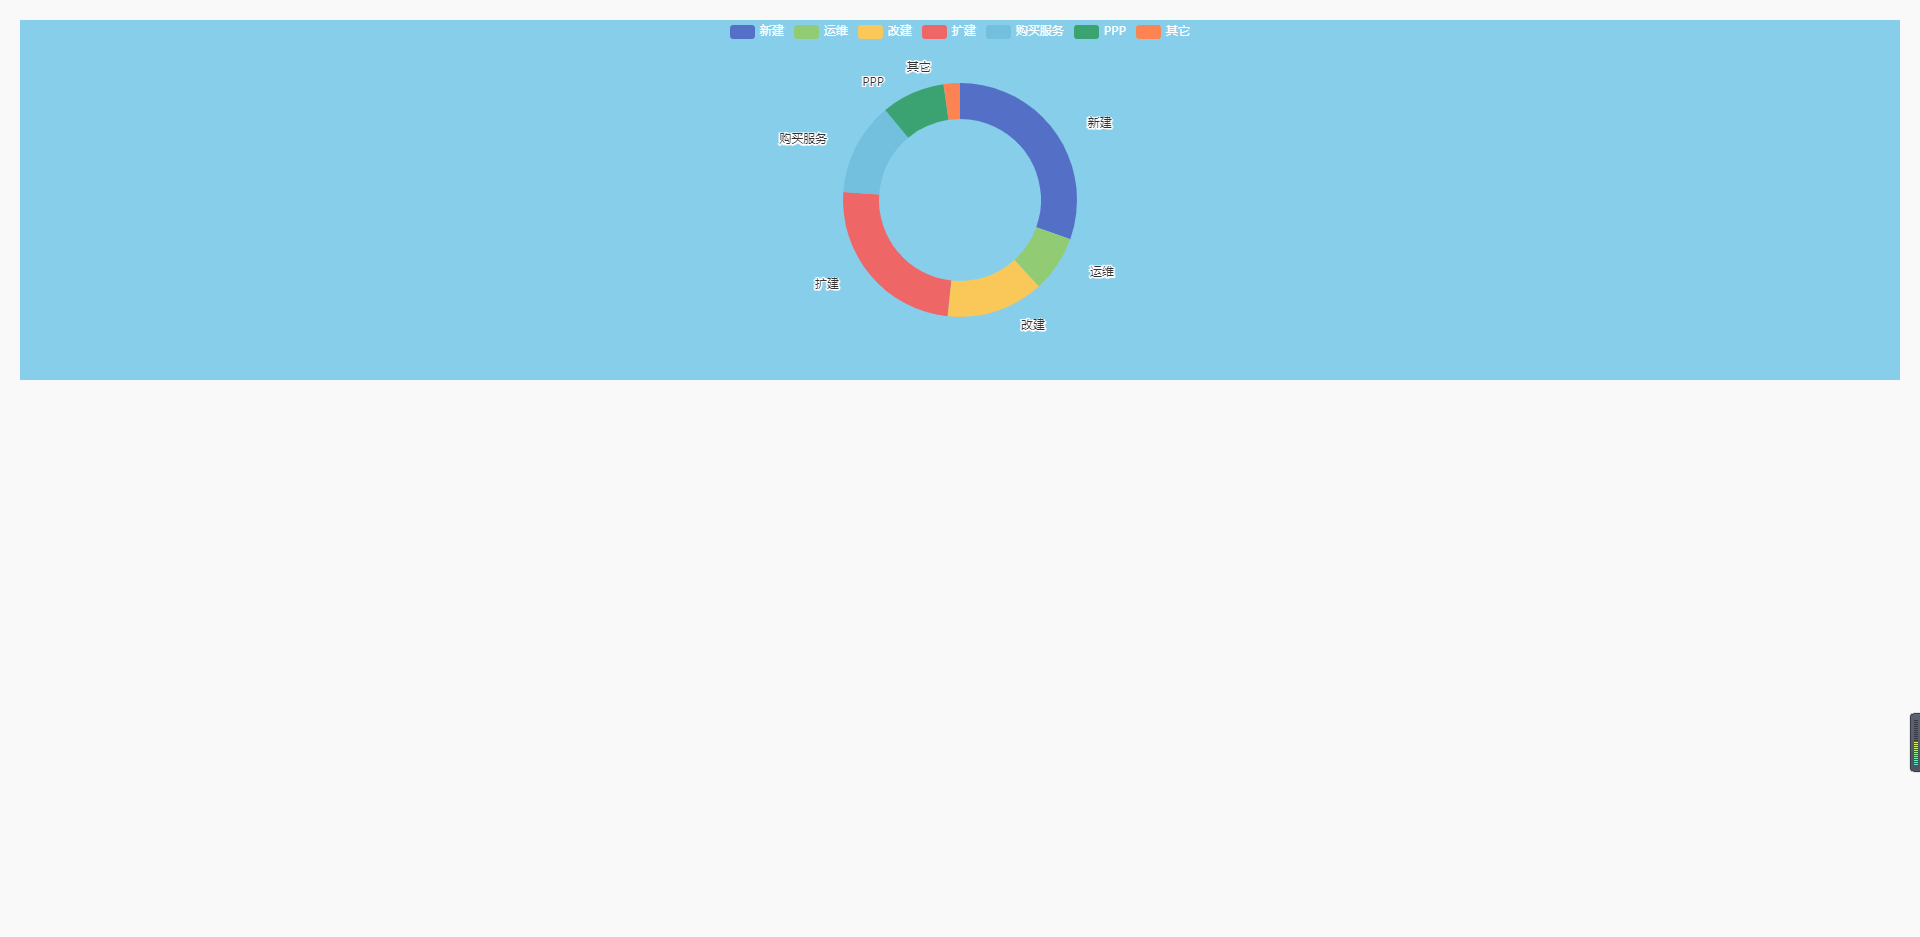 新建 运维 改建 扩建 购买服务 PPP 其它
其它
PPP
新建
购买服务
运维
扩建
改建